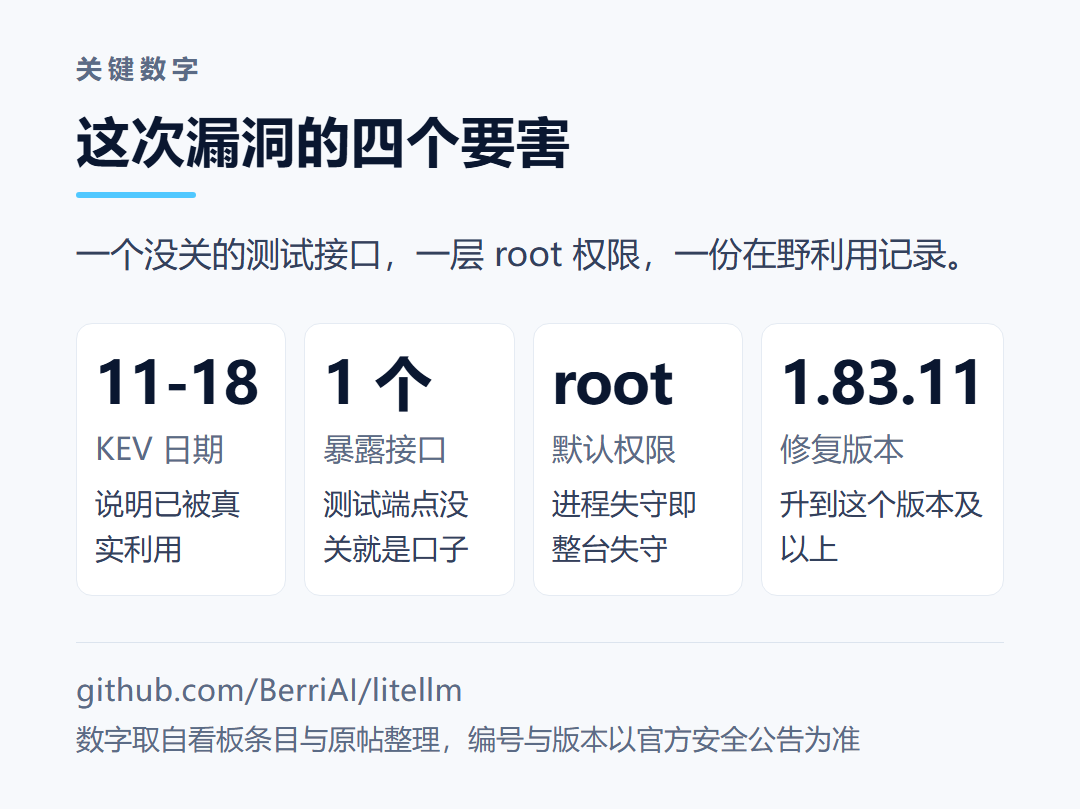 关键数字
这次漏洞的四个要害
一个没关的测试接口，一层 root 权限，一份在野利用记录。
11-18
KEV 日期
说明已被真
实利用
1 个
暴露接口
测试端点没
关就是口子
root
默认权限
进程失守即
整台失守
1.83.11
修复版本
升到这个版本及
以上
github.com/BerriAI/litellm
数字取自看板条目与原帖整理，编号与版本以官方安全公告为准